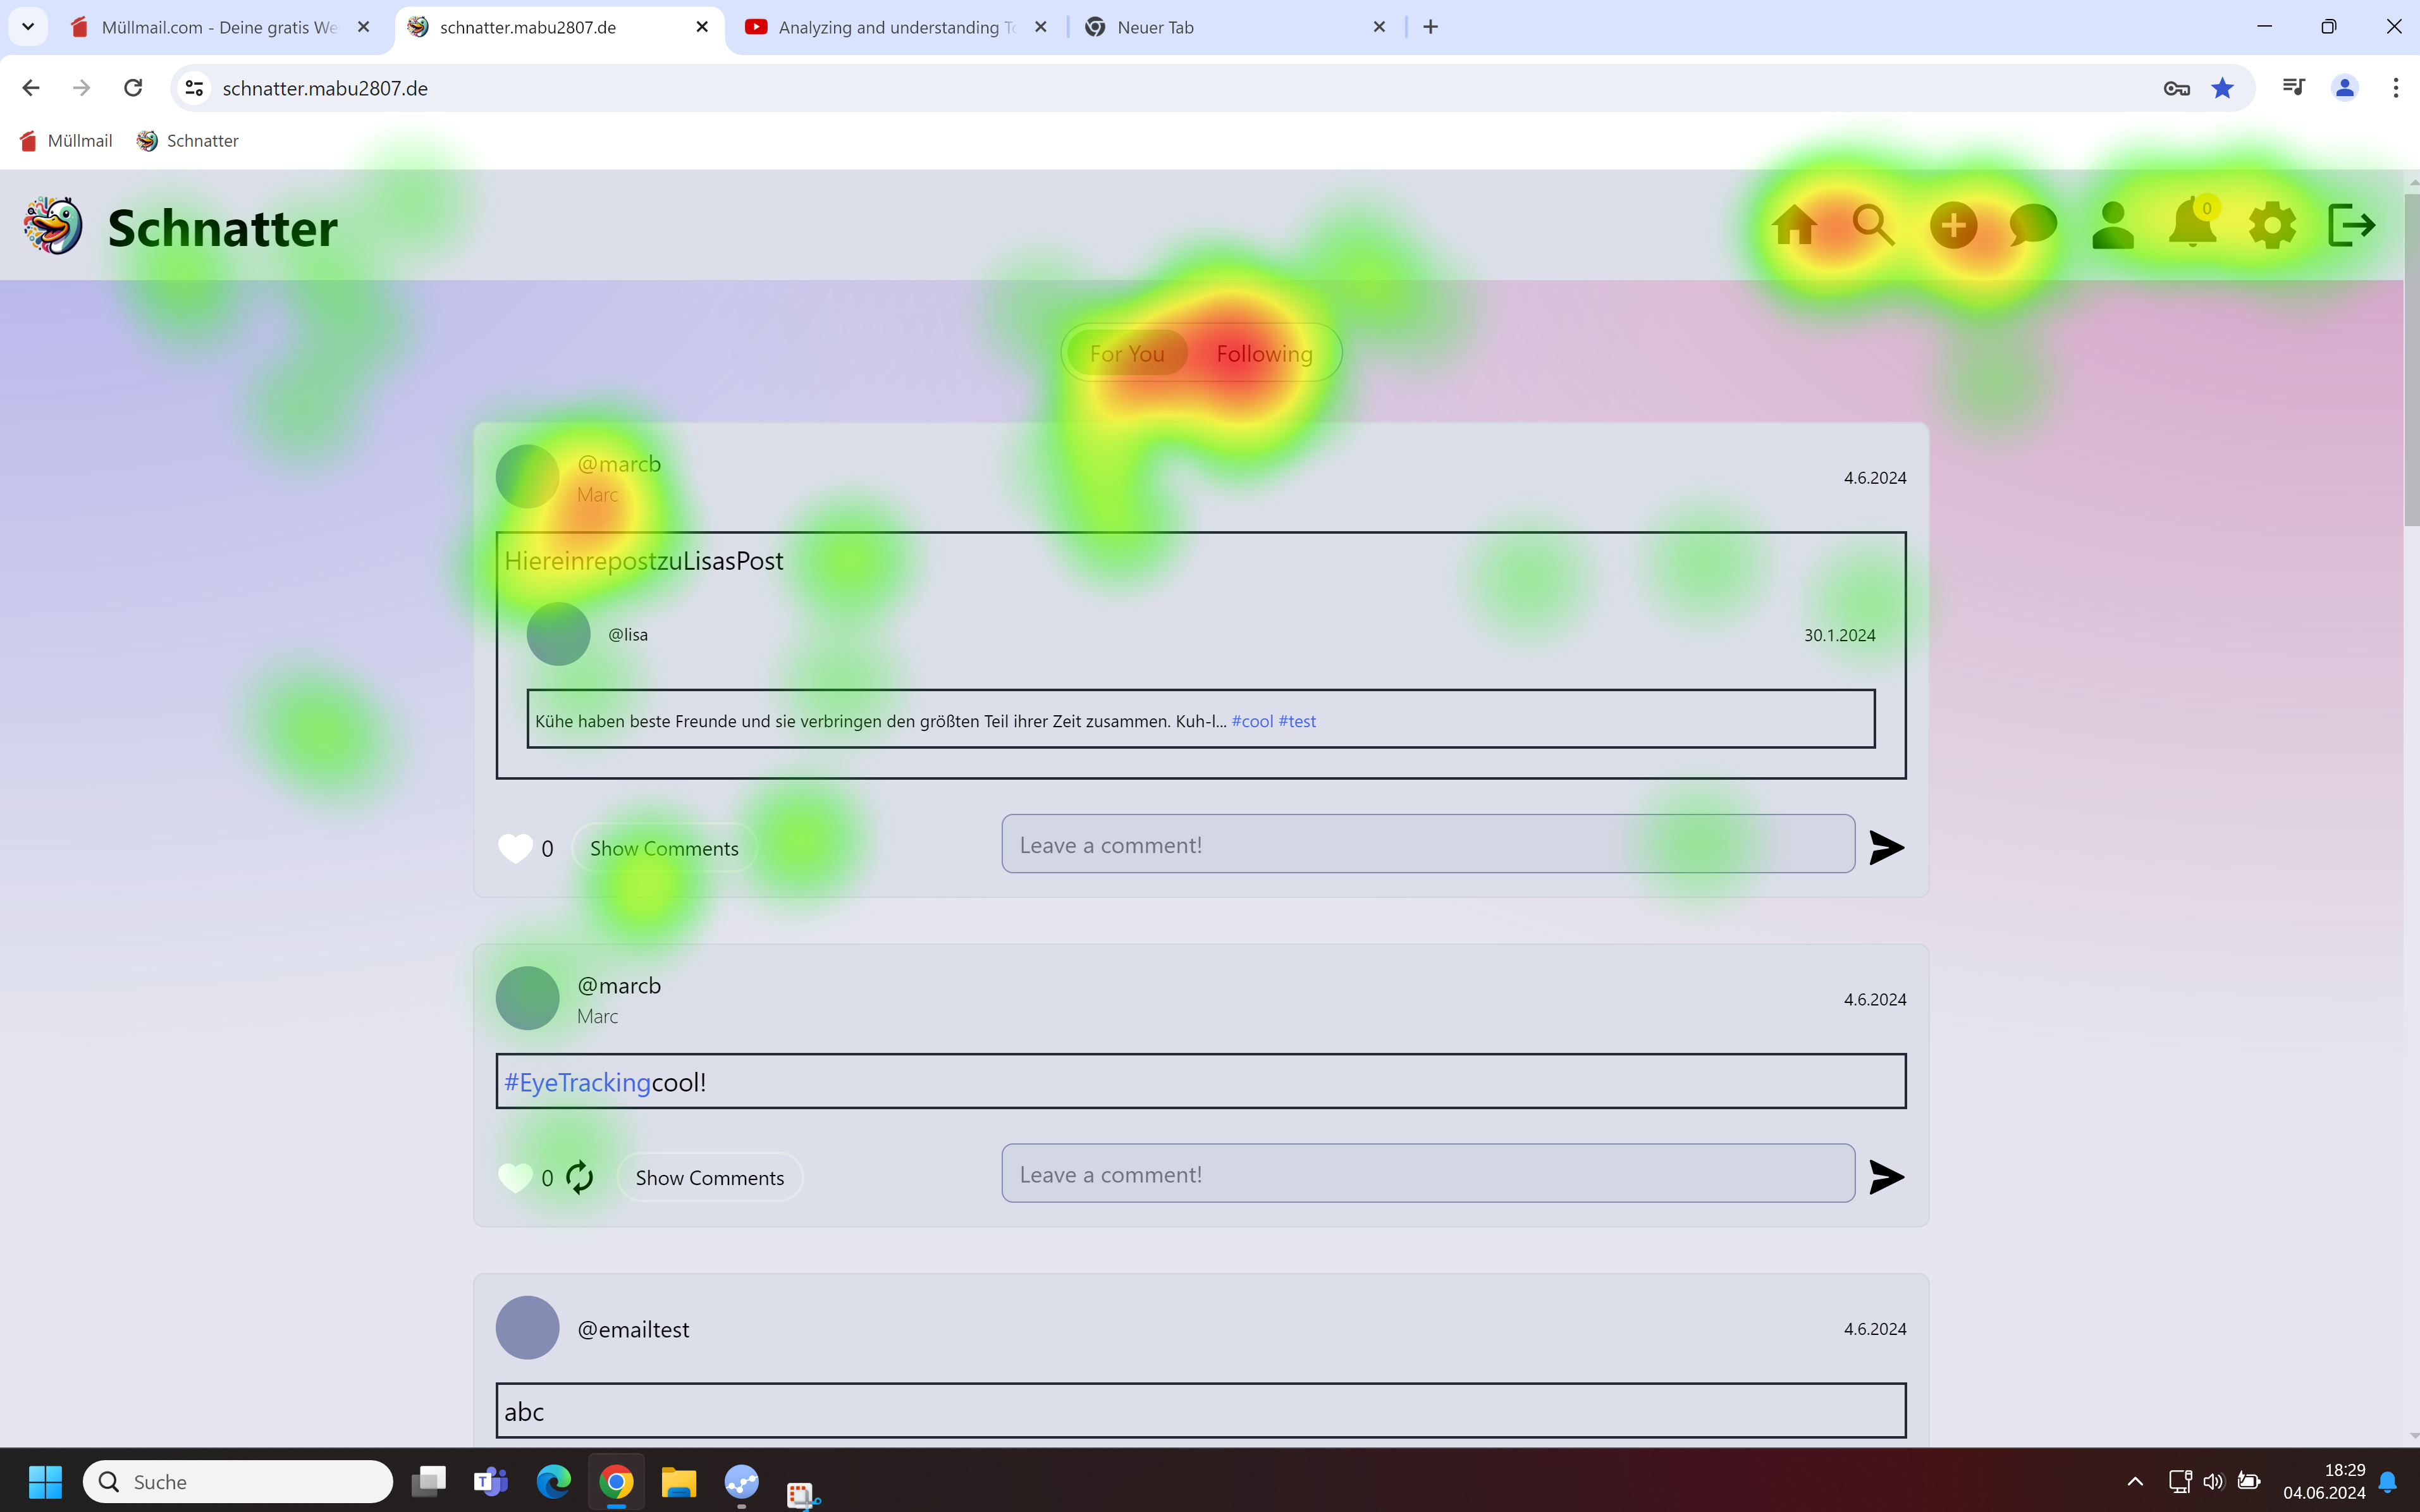 Müllmail.com - Deine gratis We
schnatter.mabu2807.de
Analyzing and understanding To
Neuer Tab
schnatter.mabu2807.de
Müllmail
Schnatter
Schnatter
0
For You
Following
@marcb
Marc
4.6.2024
HiereinrepostzuLisasPost
@lisa
30.1.2024
Kühe haben beste Freunde und sie verbringen den größten Teil ihrer Zeit zusammen. Kuh-l... #cool #test
0
Show Comments
Leave a comment!
@marcb
Marc
4.6.2024
#EyeTrackingcool!
0
Show Comments
Leave a comment!
@emailtest
4.6.2024
abc
Suche
18:29
04.06.2024